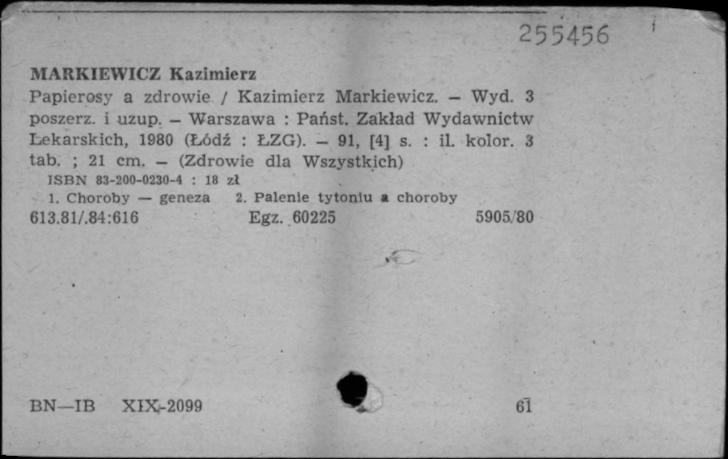 255456
MARKIEWICZ Kazimierz
Papierosy a zdrowie / Kazimierz Markiewicz. — Wyd. 3
poszerz. i uzup. — Warszawa : Państ. Zakład Wydawnictw
Lekarskich, 1980 (Łódź : ŁZG). — 91, [4] s. : il. kolor. 3
tab. ; 21 cm. — (Zdrowie dla Wszystkich)
ISBN 83-200-0230-4 : 18 zł
1. Choroby — geneza 2. Palenie tytoniu a choroby
613.81/.84:616 Egz. 60225 5905/80
BN—IB XIX-2099 61